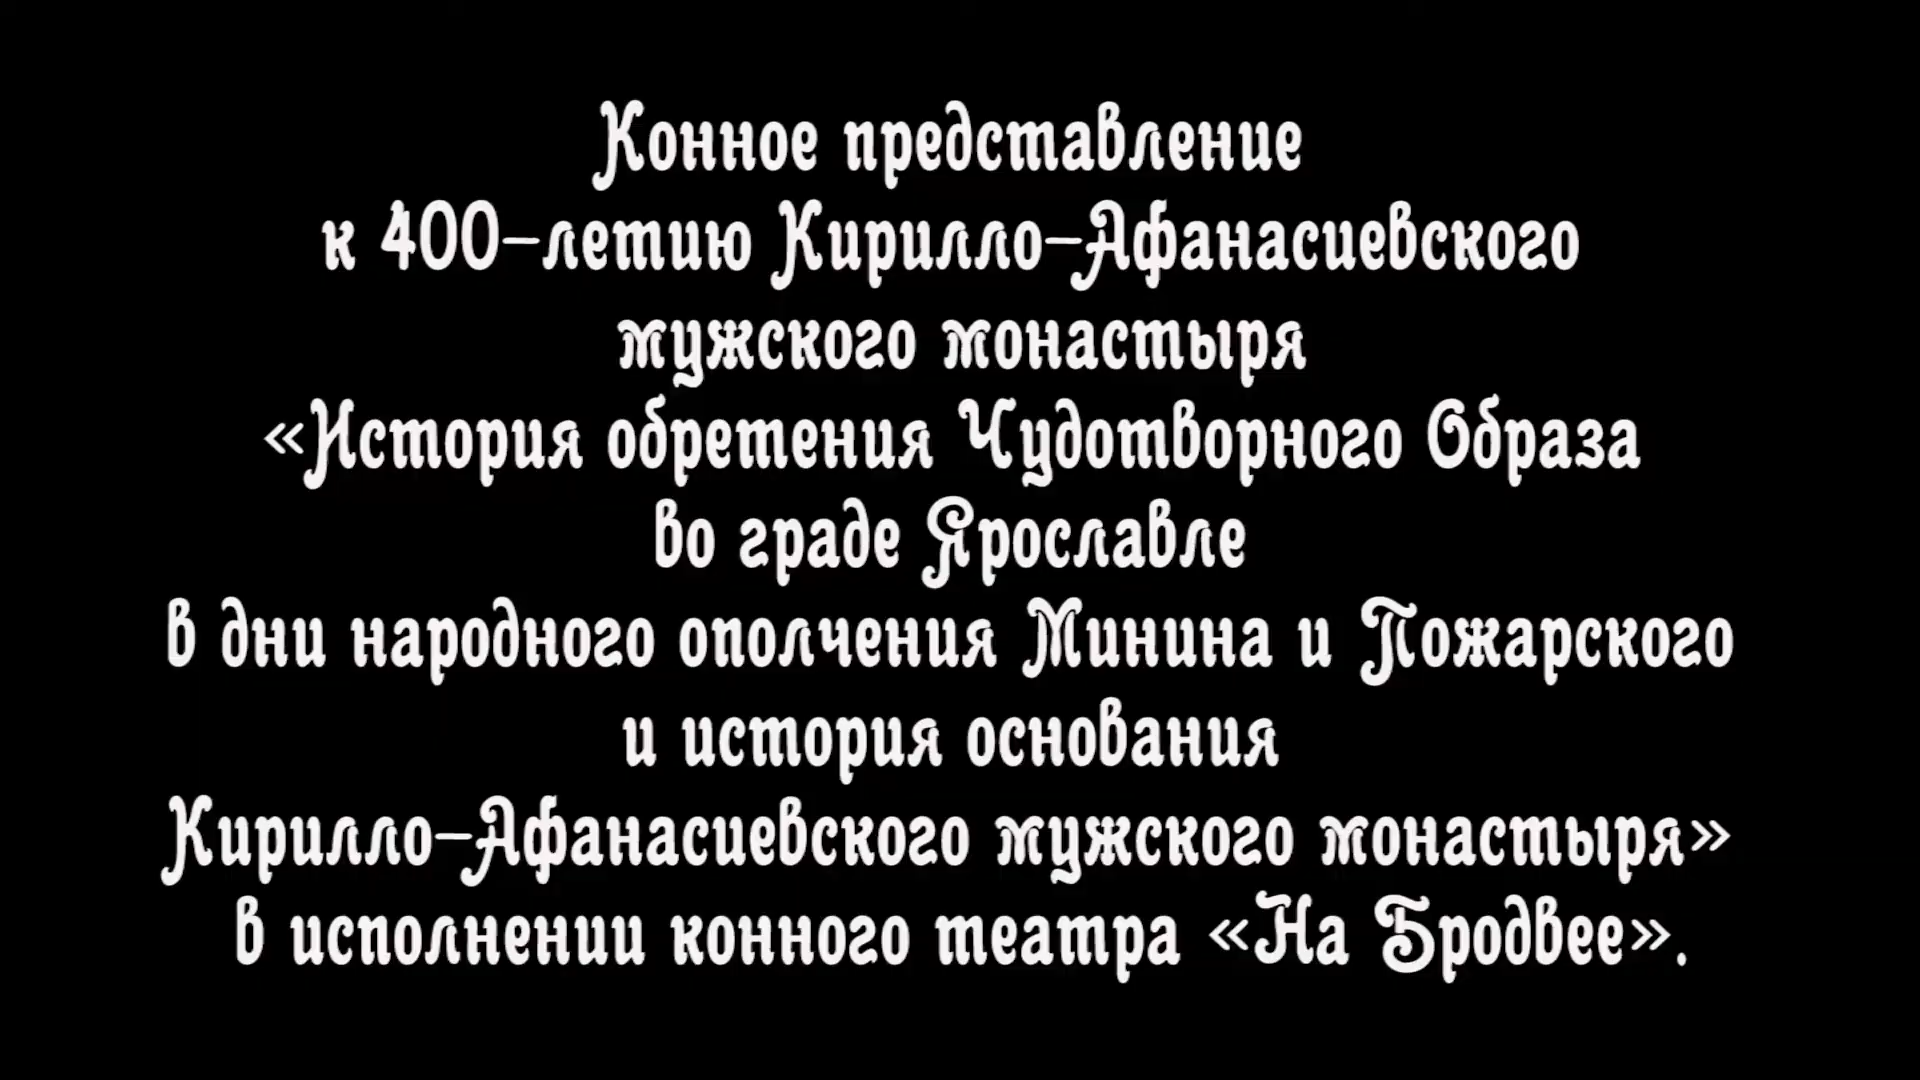 Конное представление
к 400-летию Кирилло-Афанасиевского
мужского монастыря
«История обретения Чудотворного Образа
во граде Ярославле
в дни народного ополчения Минина и Пожарского
и история основания
Кирилло-Афанасиевского мужского монастыря»
в исполнении конного театра «На Бродвее».